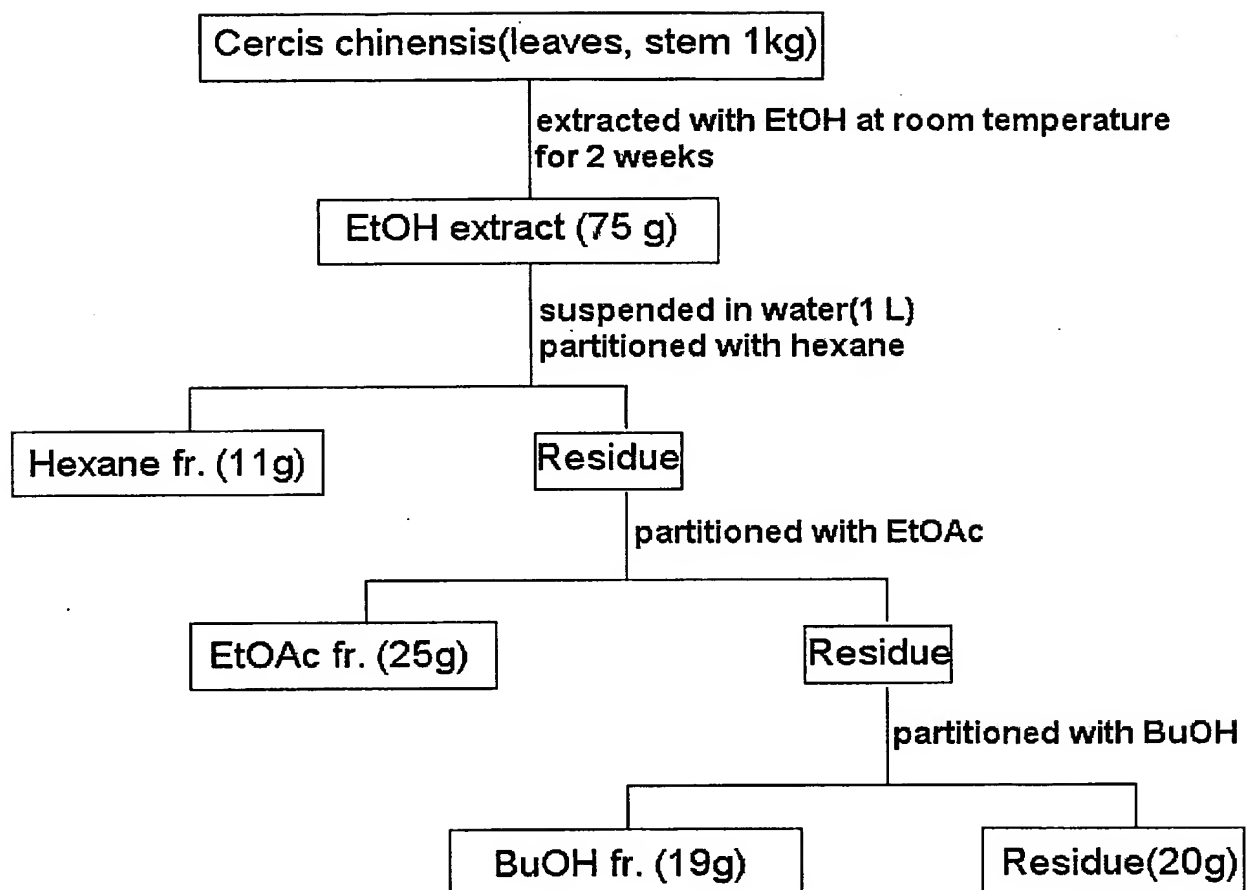 Cercis chinensis(leaves, stem 1kg)
extracted with EtOH at room temperature
for 2 weeks
EtOH extract (75 g)
suspended in water(1 L)
partitioned with hexane
Hexane fr. (11g)
Residue
partitioned with EtOAc
EtOAc fr. (25g)
Residue
partitioned with BuOH
BuOH fr. (19g)
Residue(20g)